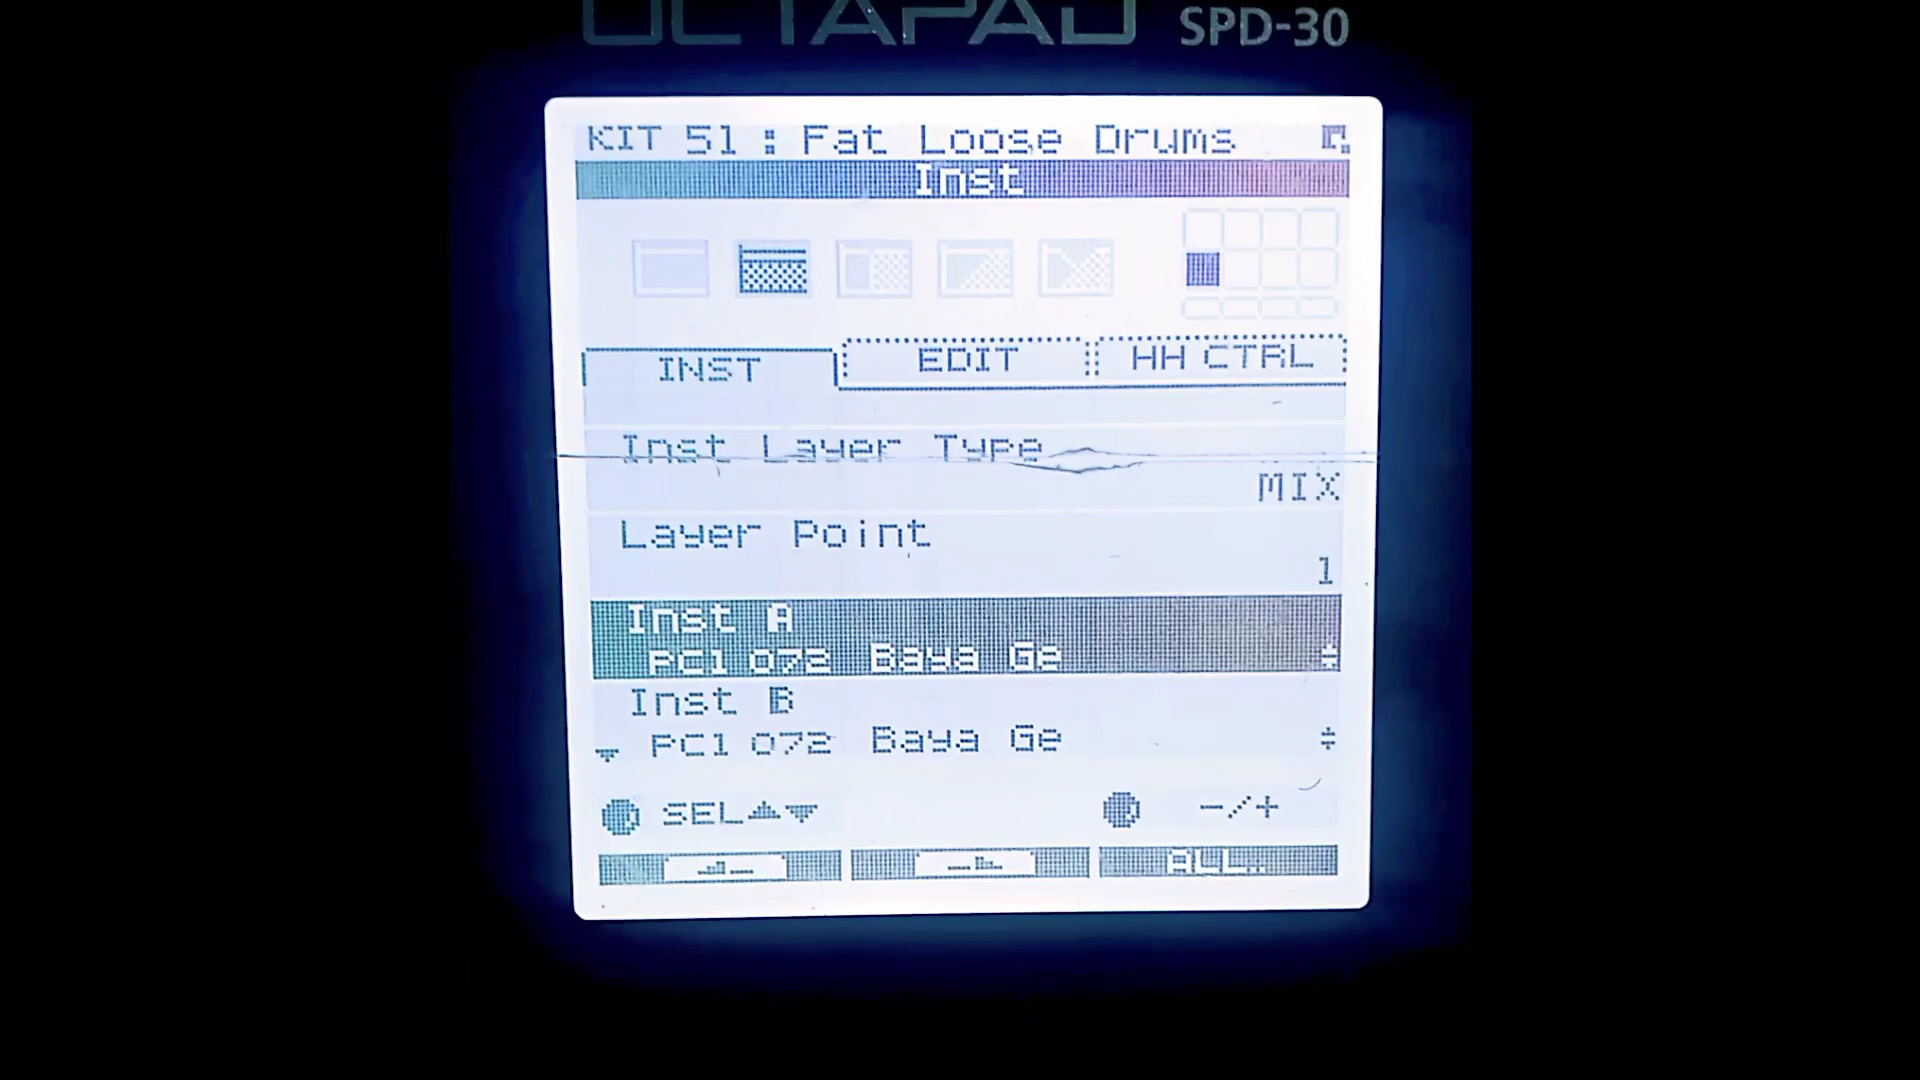 OCTAPAD SPD-30
KIT 51 : Fat Loose Drums
Inst
INST EDIT HH CTRL
Inst Layer Type
MIX
Layer Point
1
Inst A
PC1 072 Baya Ge
Inst B
PC1 072 Baya Ge
SEL▲▼ -/+
ALL..